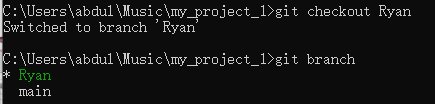 C:\Users\abdul\Music\my_project_1>git checkout Ryan
Switched to branch 'Ryan'
C:\Users\abdul\Music\my_project_1>git branch
* Ryan
  main